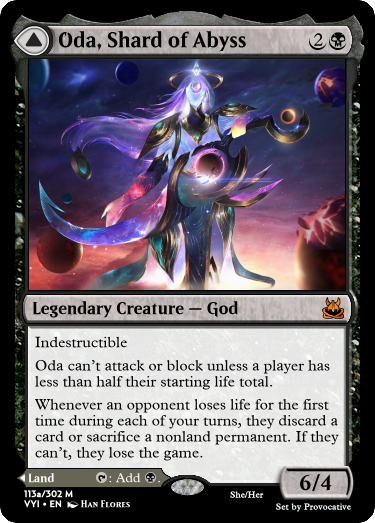 Oda, Shard of Abyss 2
Legendary Creature — God
Indestructible
Oda can't attack or block unless a player has
less than half their starting life total.
Whenever an opponent loses life for the first
time during each of your turns, they discard a
card or sacrifice a nonland permanent. If they
can't, they lose the game.
Land : Add .
6/4
113a/302 M
VYI • EN Han Flores
She/Her
Set by Provocative